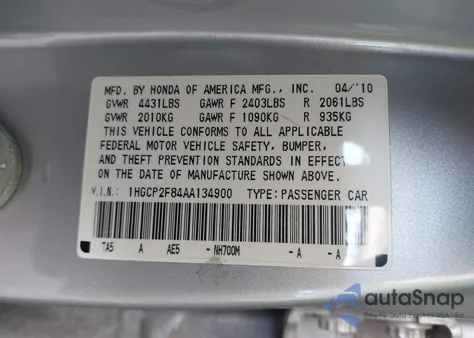 MFD. BY HONDA OF AMERICA MFG., INC. 04/'10
GVWR 4431LBS GAWR F 2403LBS R 2061LBS
GVWR 2010KG GAWR F 1090KG R 935KG
THIS VEHICLE CONFORMS TO ALL APPLICABLE
FEDERAL MOTOR VEHICLE SAFETY, BUMPER,
AND THEFT PREVENTION STANDARDS IN EFFECT
ON THE DATE OF MANUFACTURE SHOWN ABOVE.
V.I.N.: 1HGCP2F84AA134900 TYPE: PASSENGER CAR
TA5 A AE5 - NH700M - A - A
autoSnap